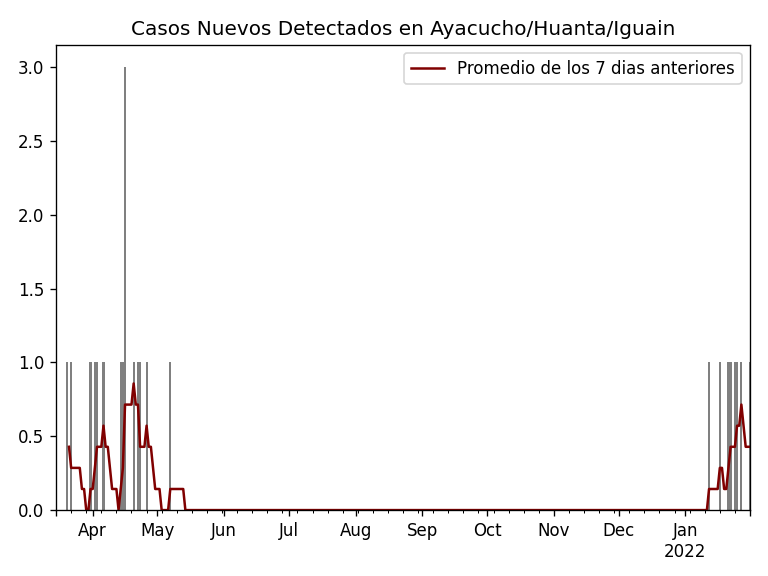 Casos Nuevos Detectados en Ayacucho/Huanta/Iguain
Promedio de los 7 dias anteriores
3.0
2.5
2.0
1.5
1.0
0.5
0.0
Apr May Jun Jul Aug Sep Oct Nov Dec Jan
2022